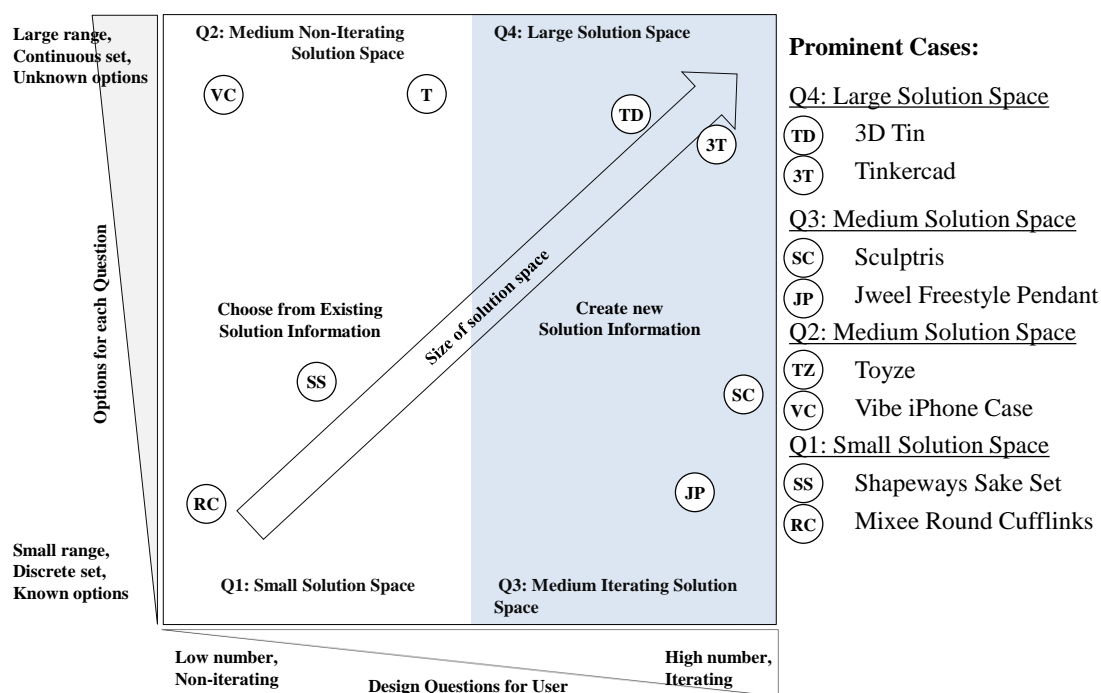 Large range,
Continuous set,
Unknown options
Options for each Question
Small range,
Discrete set,
Known options
Q2: Medium Non-Iterating
Solution Space
Q4: Large Solution Space
VC
T
TD
3T
Size of solution space
Choose from Existing
Solution Information
Create new
Solution Information
SS
SC
RC
JP
Q1: Small Solution Space
Q3: Medium Iterating Solution
Space
Low number,
Non-iterating
Design Questions for User
High number,
Iterating
Prominent Cases:
Q4: Large Solution Space
TD 3D Tin
3T Tinkercad
Q3: Medium Solution Space
SC Sculptris
JP Jweel Freestyle Pendant
Q2: Medium Solution Space
TZ Toyze
VC Vibe iPhone Case
Q1: Small Solution Space
SS Shapeways Sake Set
RC Mixee Round Cufflinks